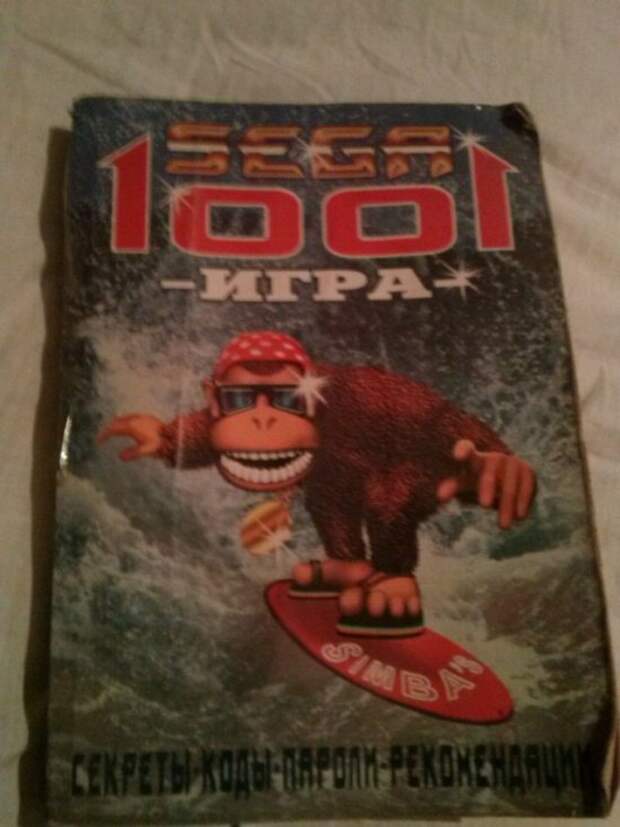 SEGA
1001
-ИГРА-
SIMBA'S
СЕКРЕТЫ·КОДЫ·ПАРОЛИ·РЕКОМЕНДАЦИИ